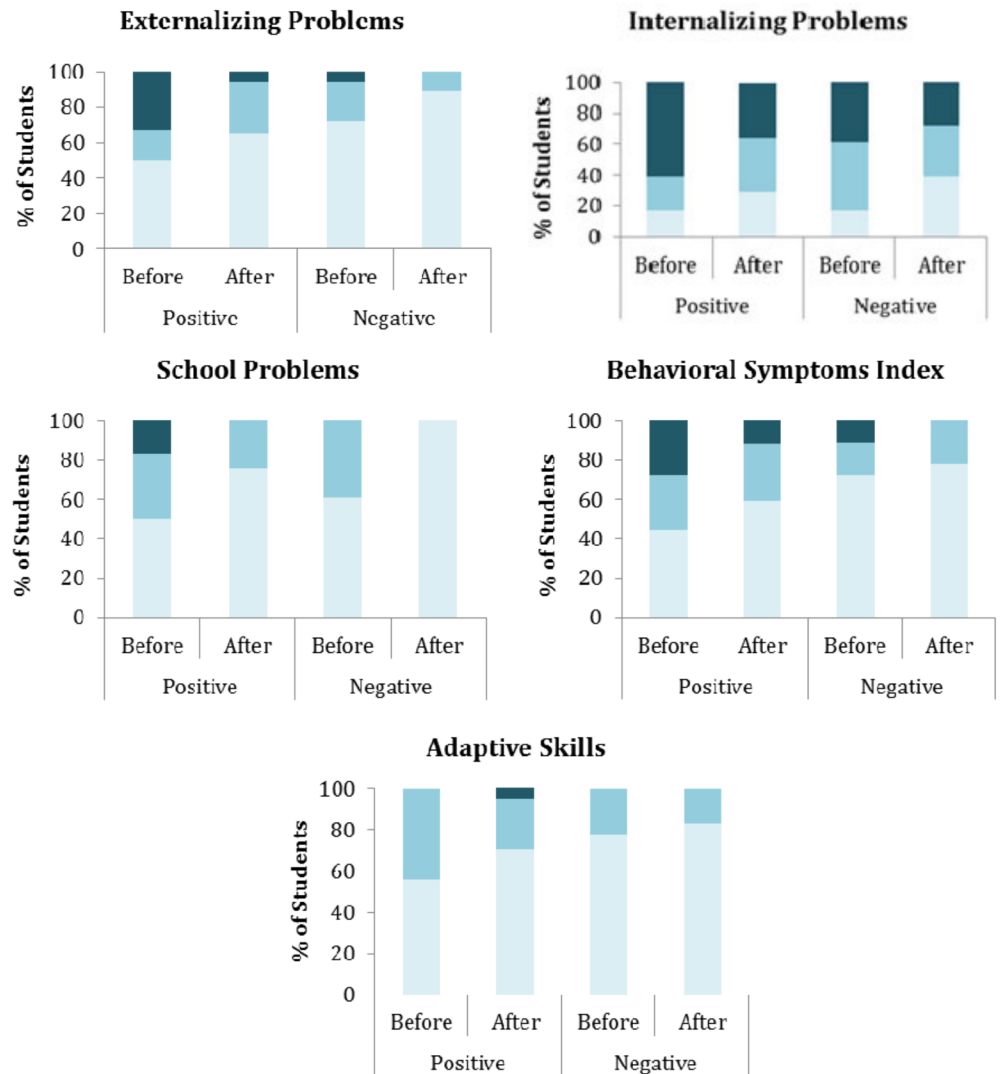 Externalizing Problems
% of Students
100
80
60
40
20
0
Before After Before After
Positive Negative
Internalizing Problems
% of Students
100
80
60
40
20
0
Before After Before After
Positive Negative
School Problems
% of Students
100
80
60
40
20
0
Before After Before After
Positive Negative
Behavioral Symptoms Index
% of Students
100
80
60
40
20
0
Before After Before After
Positive Negative
Adaptive Skills
% of Students
100
80
60
40
20
0
Before After Before After
Positive Negative